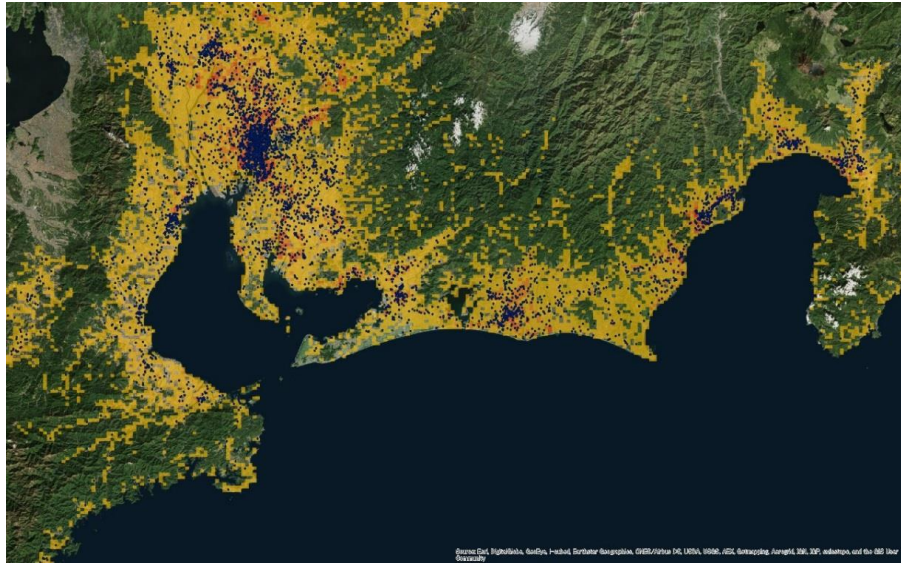 Source: Esri, DigitalGlobe, GeoEye, i-cubed, Earthstar Geographics, CNES/Airbus DS, USDA, USGS, AEX, Getmapping, Aerogrid, IGN, IGP, swisstopo, and the GIS User
Community